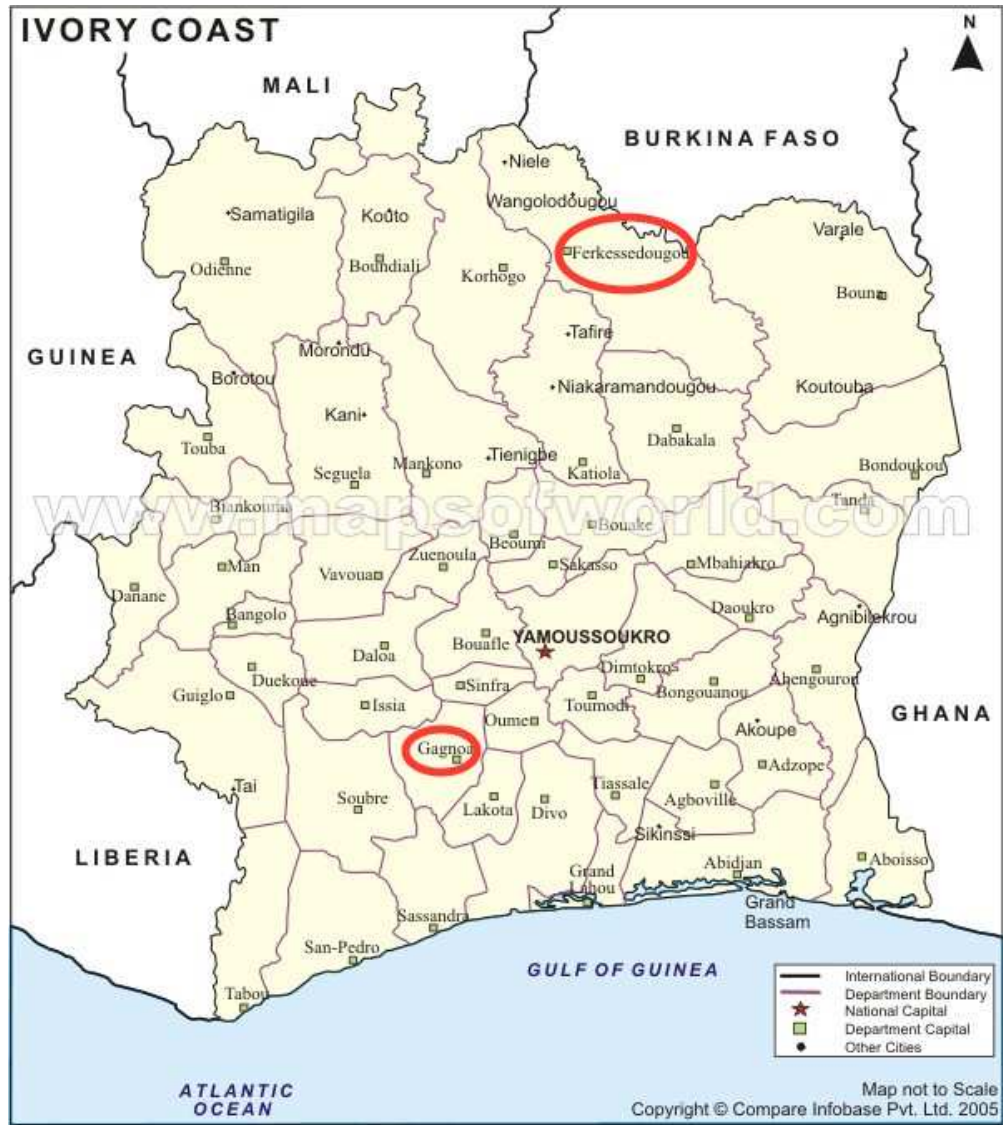 IVORY COAST
N
MALI
BURKINA FASO
Niele
Wangolodougou
Samatigila
Kouto
Varale
Ferkessedougou
Odienne
Boundiali
Korhogo
Bouna
Tafire
GUINEA
Morondu
Borotou
Niakaramandougou
Koutouba
Kani
Touba
Dabakala
Tienigbe
Mankono
Katiola
Seguela
Bondoukou
www.mapsofworld.com
Tanda
Biankouma
Bouake
Beoumi
Zuenoula
Sakasso
Mbahiakro
Man
Vavoua
Danane
Bangolo
Daoukro
Agnibilekrou
YAMOUSSOUKRO
Bouafle
Daloa
Dimtokro
Duekoue
Ahengourou
Guiglo
Sinfra
Bongouanou
Issia
Toumodi
Oume
GHANA
Akoupe
Gagnoa
Adzope
Tai
Tiassale
Soubre
Lakota
Divo
Agboville
Sikinssi
LIBERIA
Abidjan
Aboisso
Grand
Lahou
Grand
Bassam
Sassandra
San-Pedro
GULF OF GUINEA
Tabou
International Boundary
Department Boundary
National Capital
Department Capital
Other Cities
ATLANTIC
OCEAN
Map not to Scale
Copyright © Compare Infobase Pvt. Ltd. 2005